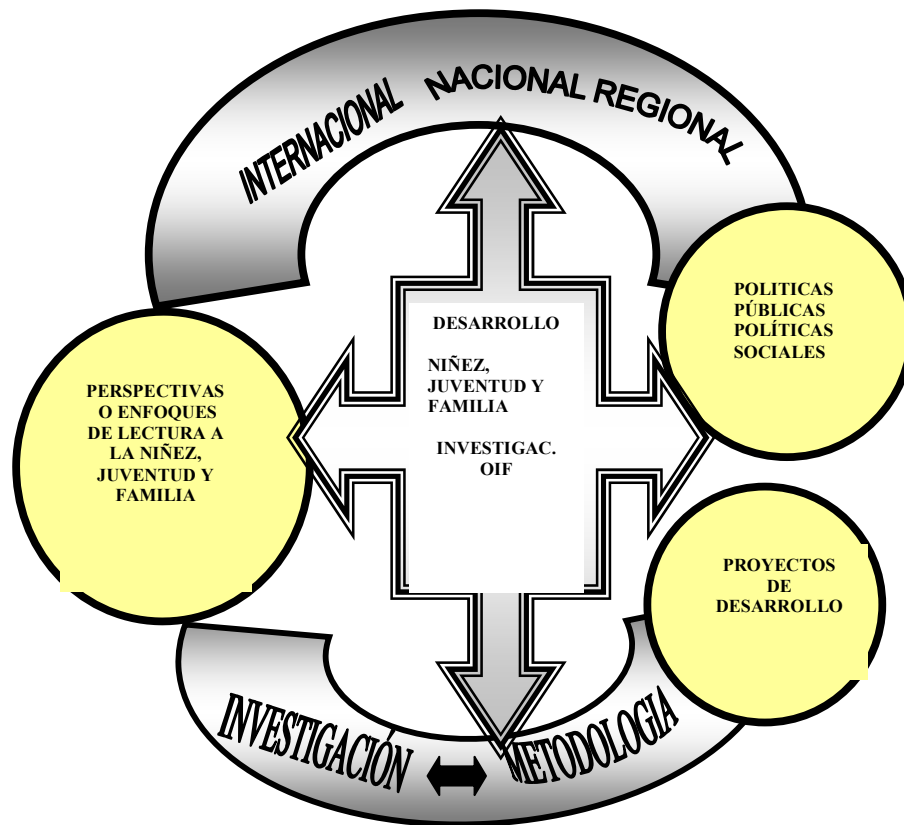 INTERNACIONAL NACIONAL REGIONAL
POLITICAS
PÚBLICAS
POLÍTICAS
SOCIALES
DESARROLLO
NIÑEZ,
JUVENTUD Y
FAMILIA
INVESTIGAC.
OIF
PERSPECTIVAS
O ENFOQUES
DE LECTURA A
LA NIÑEZ,
JUVENTUD Y
FAMILIA
PROYECTOS
DE
DESARROLLO
INVESTIGACIÓN METODOLOGIA